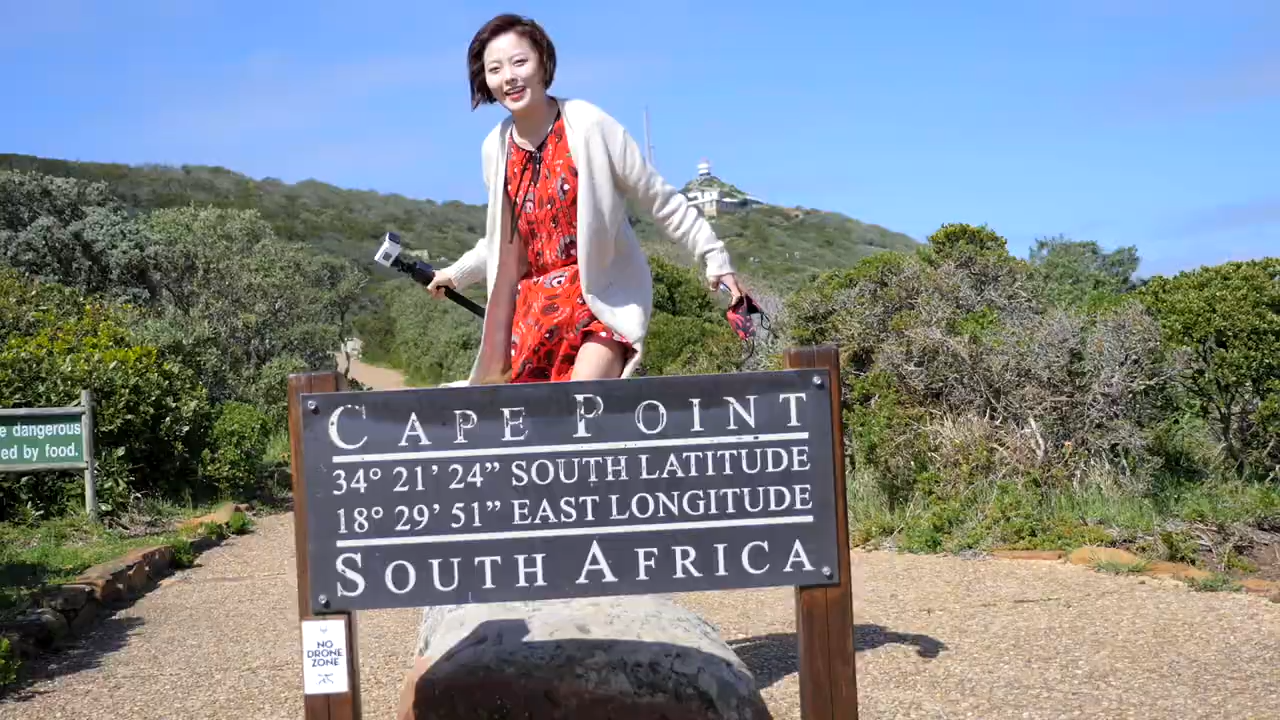 CAPE POINT
34° 21’ 24” SOUTH LATITUDE
18° 29’ 51” EAST LONGITUDE
SOUTH AFRICA
NO
DRONE
ZONE
e dangerous
ed by food.